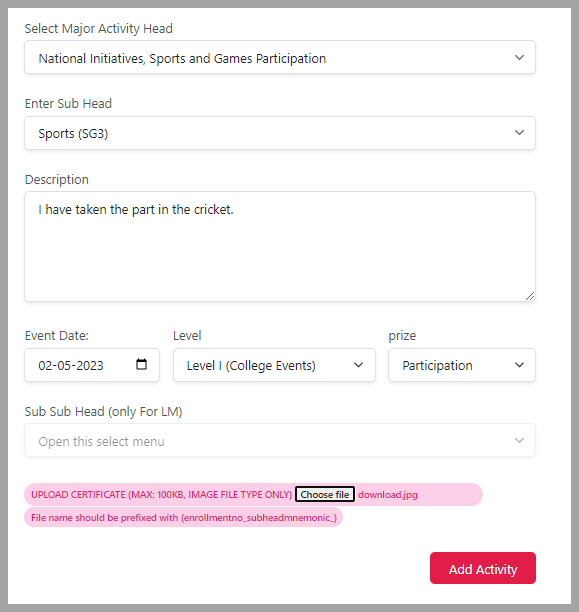 Select Major Activity Head
National Initiatives, Sports and Games Participation
Enter Sub Head
Sports (SG3)
Description
I have taken the part in the cricket.
Event Date: Level prize
02-05-2023 Level I (College Events) Participation
Sub Sub Head (only For LM)
Open this select menu
UPLOAD CERTIFICATE (MAX: 100KB, IMAGE FILE TYPE ONLY) Choose file download.jpg
File name should be prefixed with (enrollmentno_subheadmnemonic_)
Add Activity